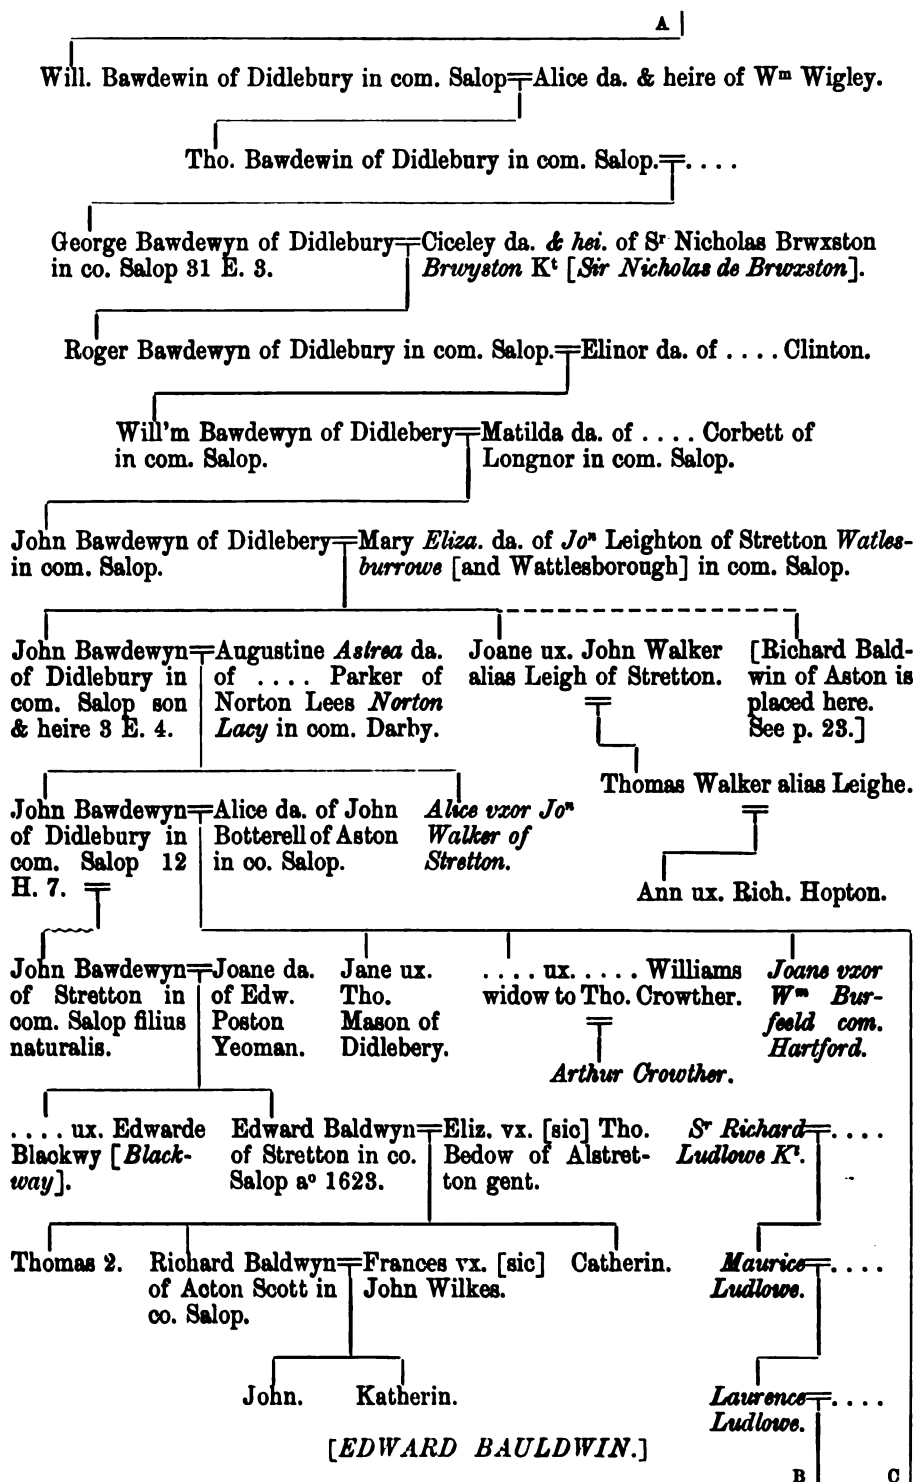 A
Will. Bawdewin of Didlebury in com. Salop=Alice da. & heire of Wᵐ Wigley.
Tho. Bawdewin of Didlebury in com. Salop.=. . . .
George Bawdewyn of Didlebury=Ciceley da. & hei. of Sʳ Nicholas Brwxston
in co. Salop 31 E. 3.
Brwyston Kᵗ [Sir Nicholas de Brwxston].
Roger Bawdewyn of Didlebury in com. Salop.=Elinor da. of . . . . Clinton.
Will'm Bawdewyn of Didlebery=Matilda da. of . . . . Corbett of
in com. Salop.
Longnor in com. Salop.
John Bawdewyn of Didlebery=Mary Eliza. da. of Joⁿ Leighton of Stretton Watles-
in com. Salop.
burrowe [and Wattlesborough] in com. Salop.
John Bawdewyn=
of Didlebury in
com. Salop son
& heire 3 E. 4.
Augustine Astrea da.
of . . . . Parker of
Norton Lees Norton
Lacy in com. Darby.
Joane ux. John Walker
alias Leigh of Stretton.
[Richard Bald-
win of Aston is
placed here.
See p. 23.]
Thomas Walker alias Leighe.
John Bawdewyn=
of Didlebury in
com. Salop 12
H. 7.
Alice da. of John
Botterell of Aston
in co. Salop.
Alice vxor Joⁿ
Walker of
Stretton.
Ann ux. Rich. Hopton.
John Bawdewyn=
of Stretton in
com. Salop filius
naturalis.
Joane da.
of Edw.
Poston
Yeoman.
Jane ux.
Tho.
Mason of
Didlebery.
. . . . ux. . . . . Williams
widow to Tho. Crowther.
Joane vxor
Wᵐ Bur-
feeld com.
Hartford.
Arthur Crowther.
. . . . ux. Edwarde
Blackwy [Black-
way].
Edward Baldwyn=
of Stretton in co.
Salop aᵒ 1623.
Eliz. vx. [sic] Tho.
Bedow of Alstret-
ton gent.
Sʳ Richard=. . . .
Ludlowe Kᵗ.
Thomas 2.
Richard Baldwyn=
of Acton Scott in
co. Salop.
Frances vx. [sic]
John Wilkes.
Catherin.
Maurice=. . . .
Ludlowe.
John.
Katherin.
Laurence=. . . .
Ludlowe.
[EDWARD BAULDWIN.]
B
C